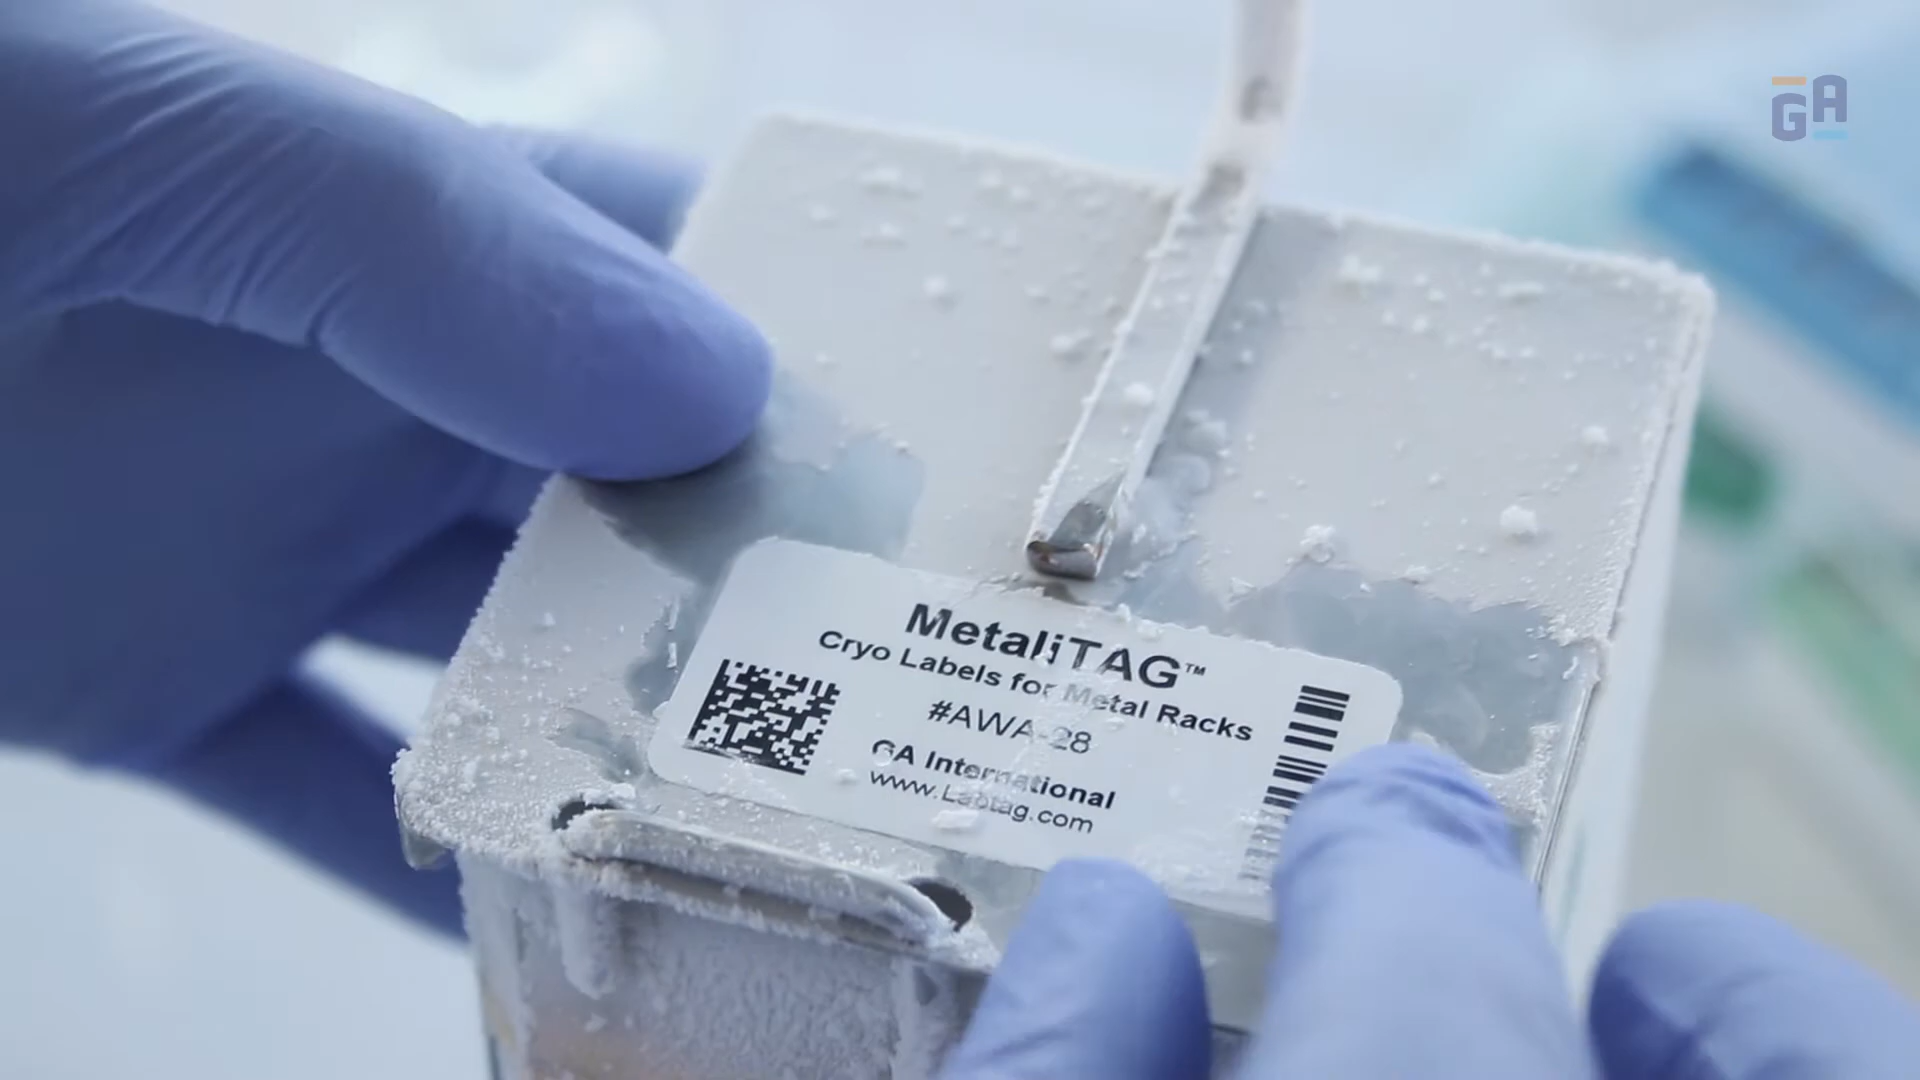 GA
MetaliTAG™
Cryo Labels for Metal Racks
#AWA-28
GA International
www.Labtag.com